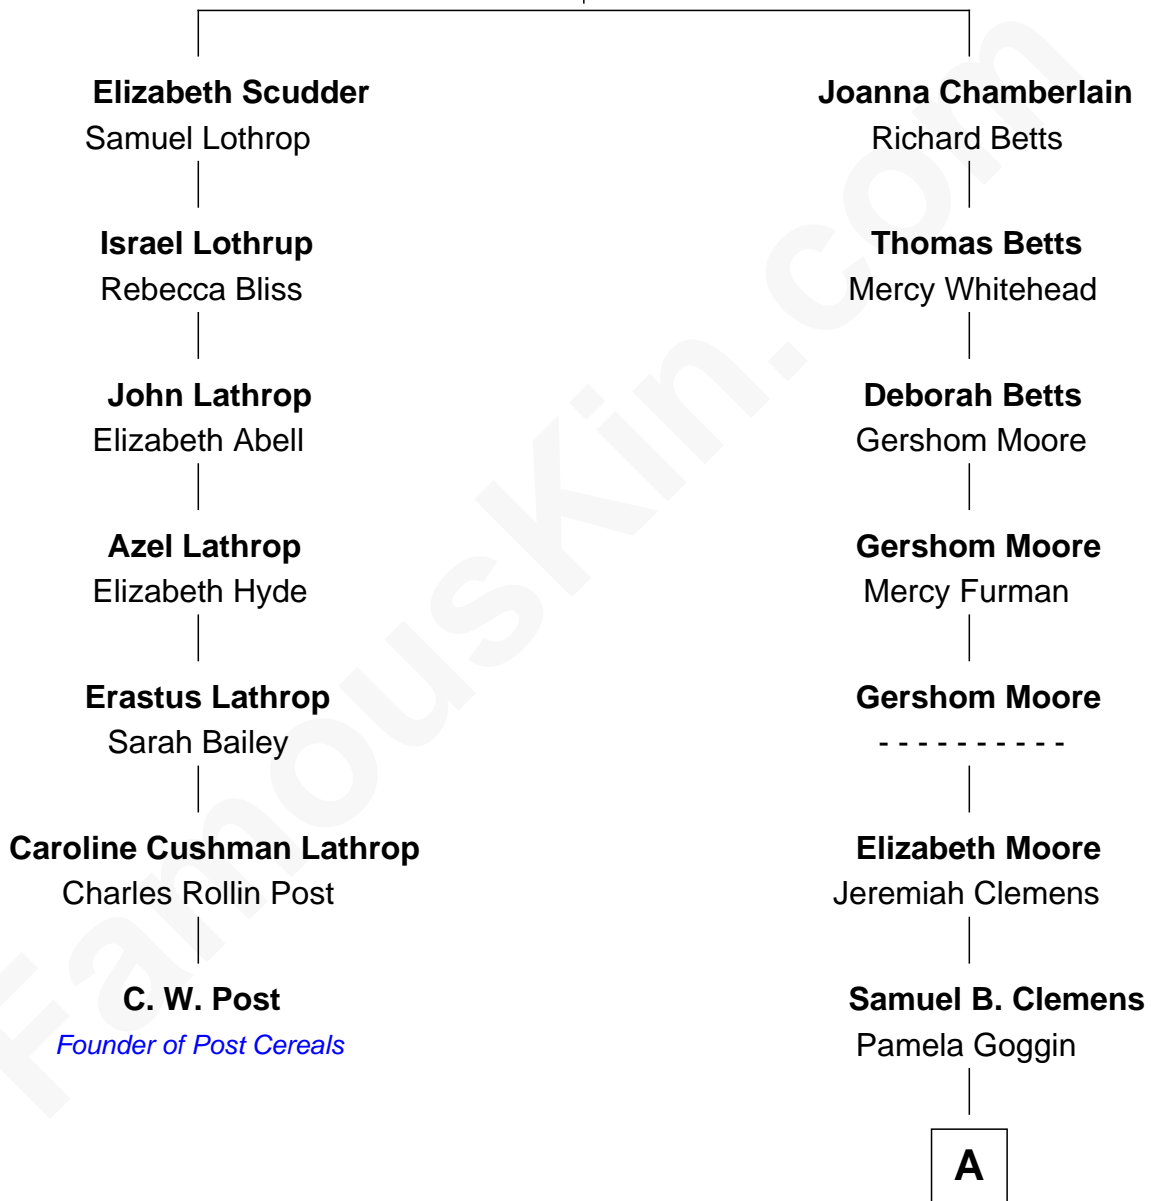 Elizabeth Scudder
Samuel Lothrop
Israel Lothrup
Rebecca Bliss
John Lathrop
Elizabeth Abell
Azel Lathrop
Elizabeth Hyde
Erastus Lathrop
Sarah Bailey
Caroline Cushman Lathrop
Charles Rollin Post
C. W. Post
Founder of Post Cereals
Joanna Chamberlain
Richard Betts
Thomas Betts
Mercy Whitehead
Deborah Betts
Gershom Moore
Gershom Moore
Mercy Furman
Gershom Moore
- - - - - - - - - -
Elizabeth Moore
Jeremiah Clemens
Samuel B. Clemens
Pamela Goggin
A
FamousKin.com